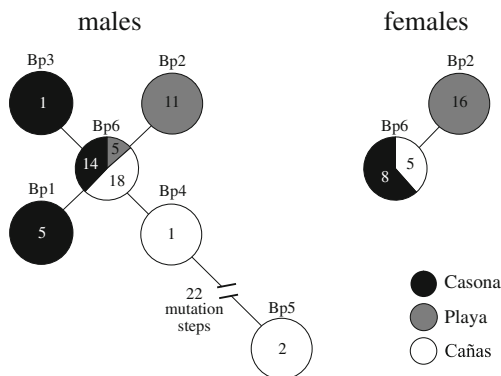 males
females
Bp3
Bp2
1
11
Bp6
14
5
18
Bp1
Bp4
5
1
22
mutation
steps
Bp5
2
Bp2
16
Bp6
8
5
Casona
Playa
Cañas